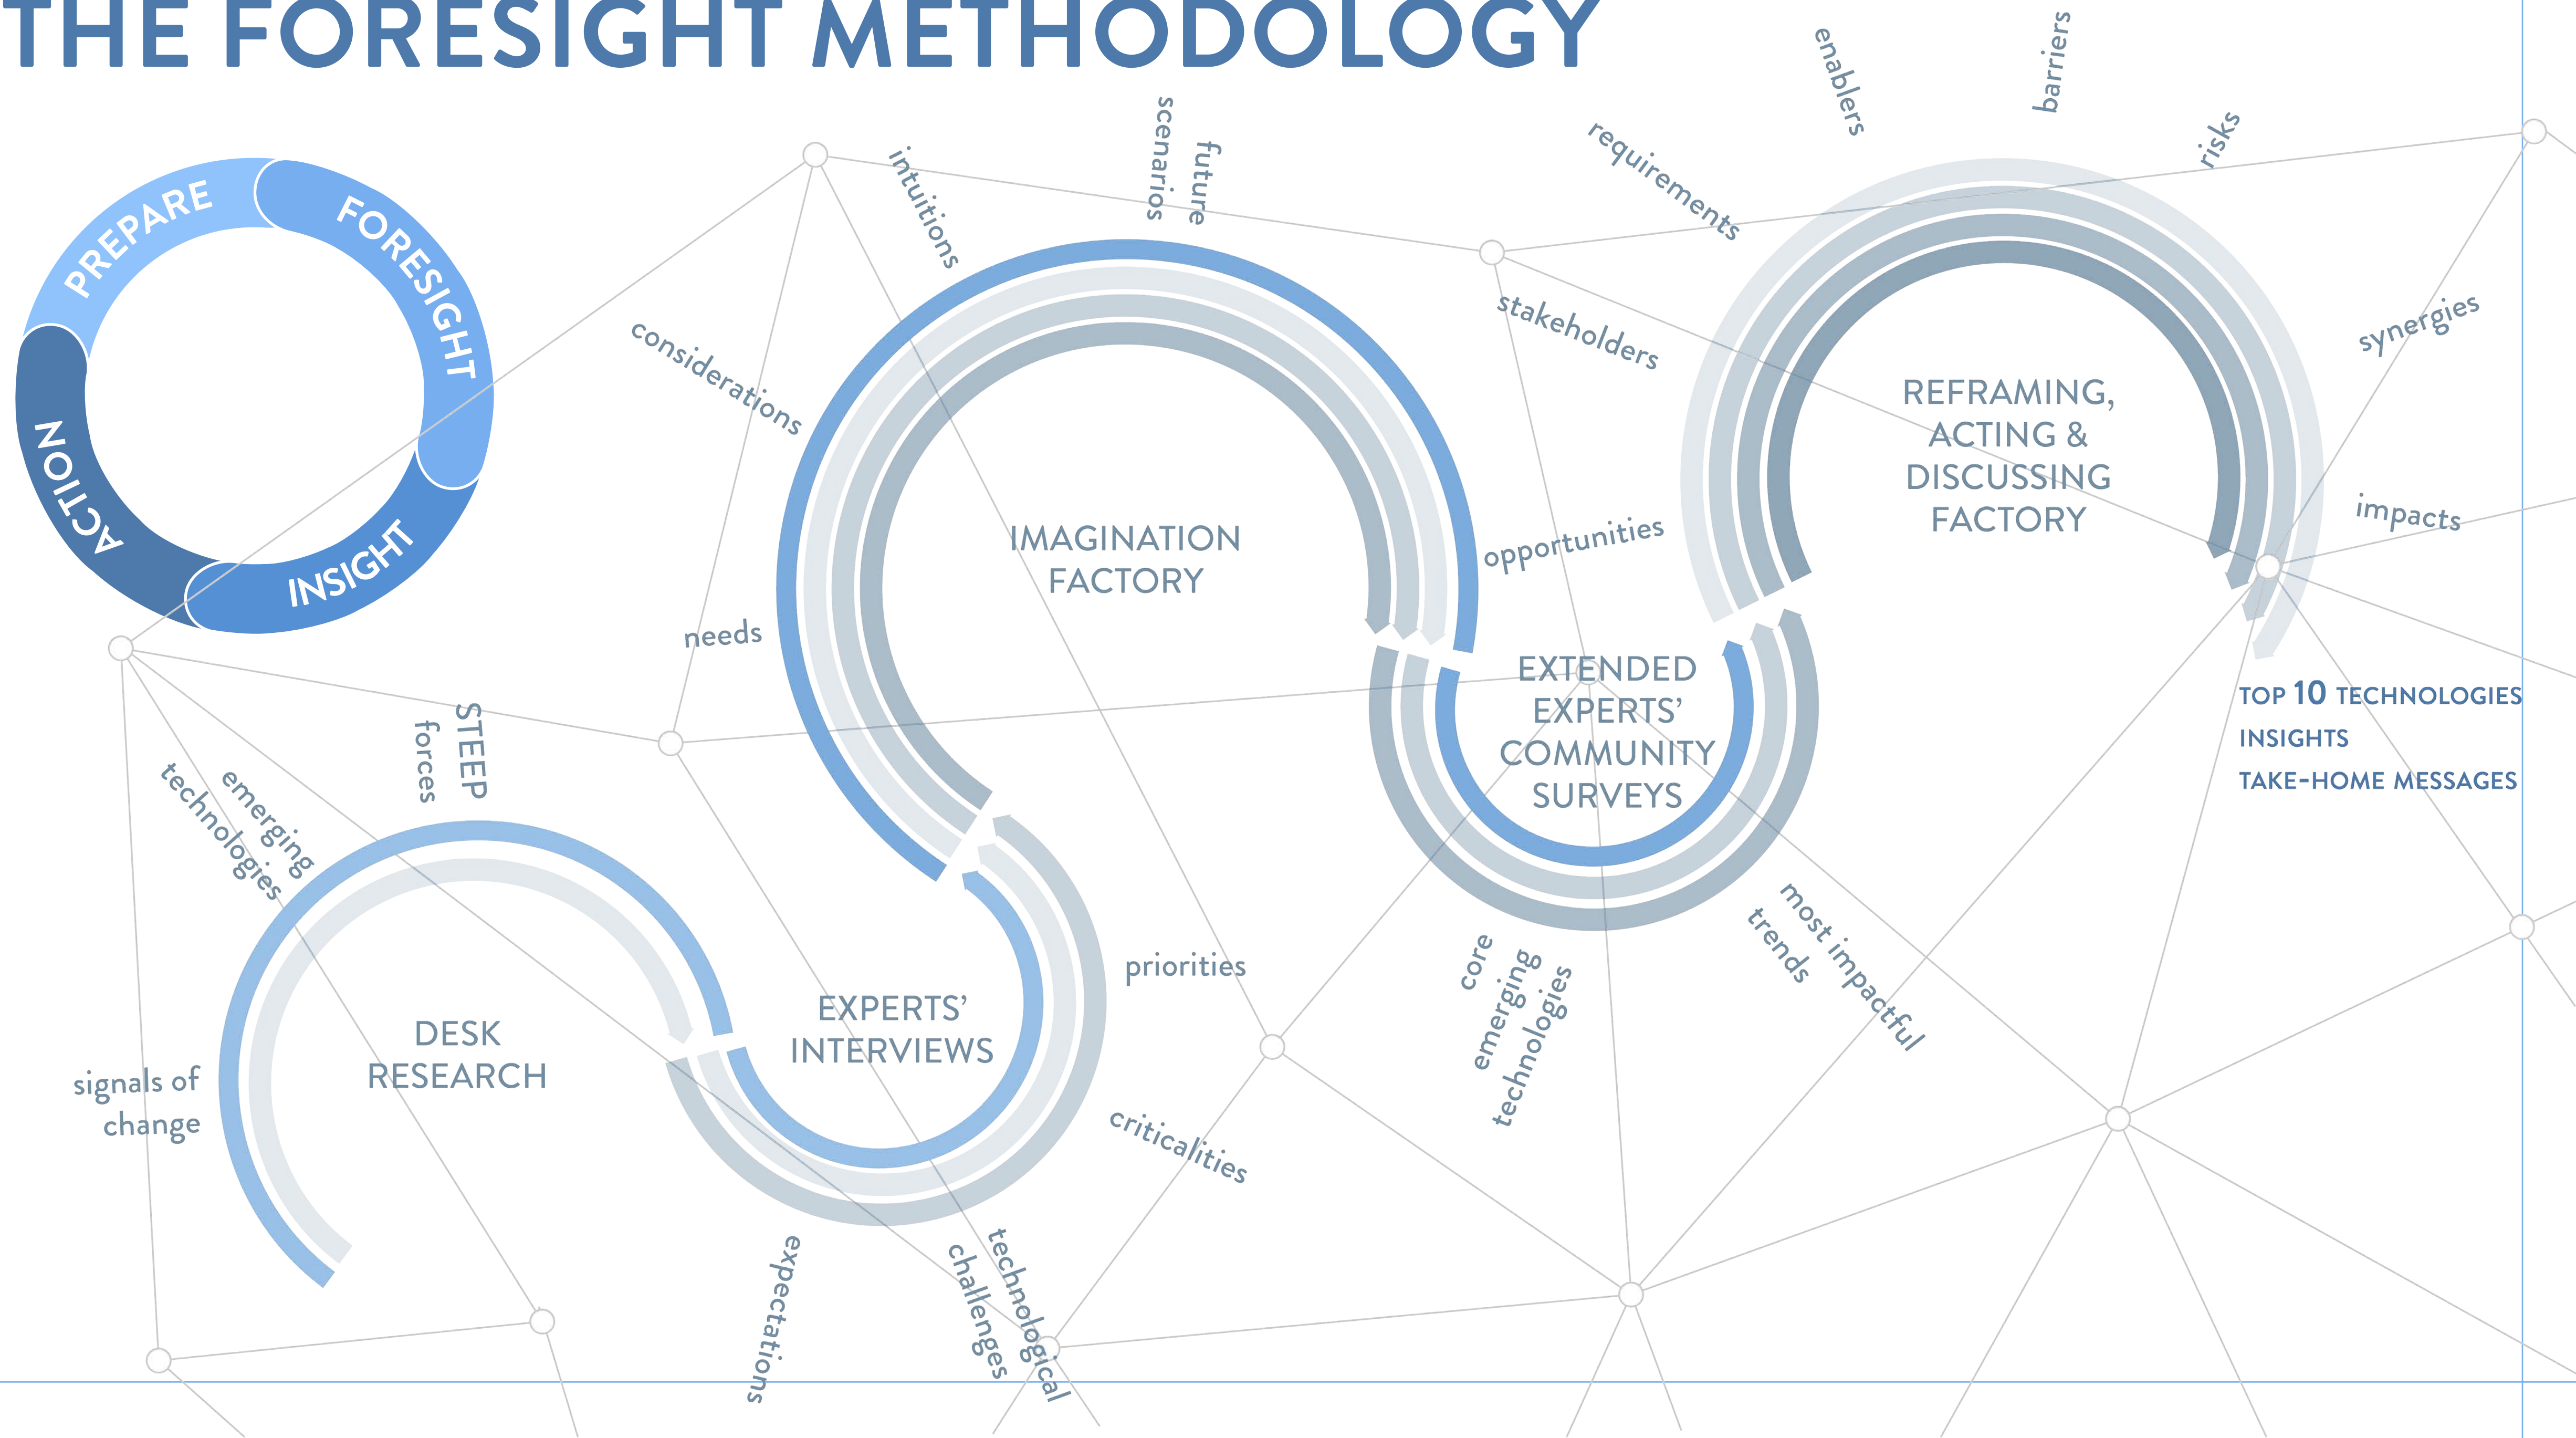 THE FORESIGHT METHODOLOGY
PREPARE
FORESIGHT
INSIGHT
ACTION
signals of
change
emerging
technologies
STEEP
forces
DESK
RESEARCH
EXPERTS'
INTERVIEWS
expectations
technological
challenges
criticalities
priorities
needs
considerations
intuitions
future
scenarios
IMAGINATION
FACTORY
opportunities
stakeholders
requirements
enablers
barriers
risks
synergies
impacts
EXTENDED
EXPERTS'
COMMUNITY
SURVEYS
core
emerging
technologies
most impactful
trends
REFRAMING,
ACTING &
DISCUSSING
FACTORY
TOP 10 TECHNOLOGIES
INSIGHTS
TAKE-HOME MESSAGES